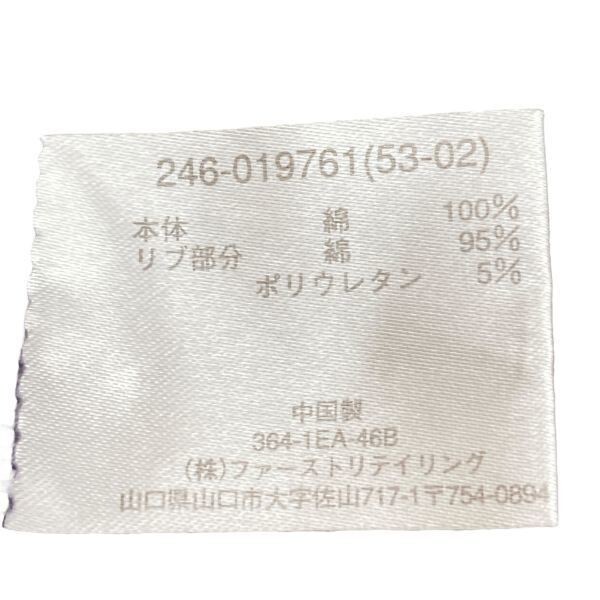 246-019761(53-02)
本体 綿 100%
リブ部分 綿 95%
ポリウレタン 5%
中国製
364-1EA-46B
(株)ファーストリテイリング
山口県山口市大字佐山717-1〒754-0894